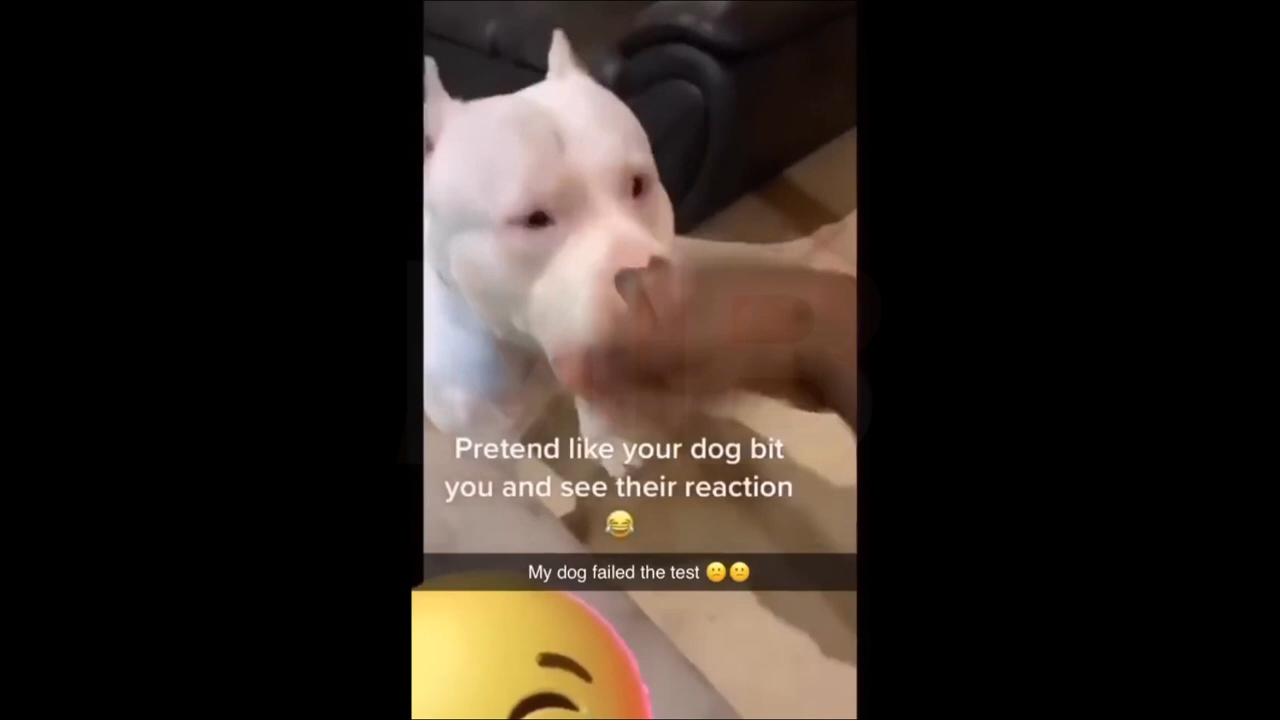 Pretend like your dog bit
you and see their reaction
😂
My dog failed the test 😕😕